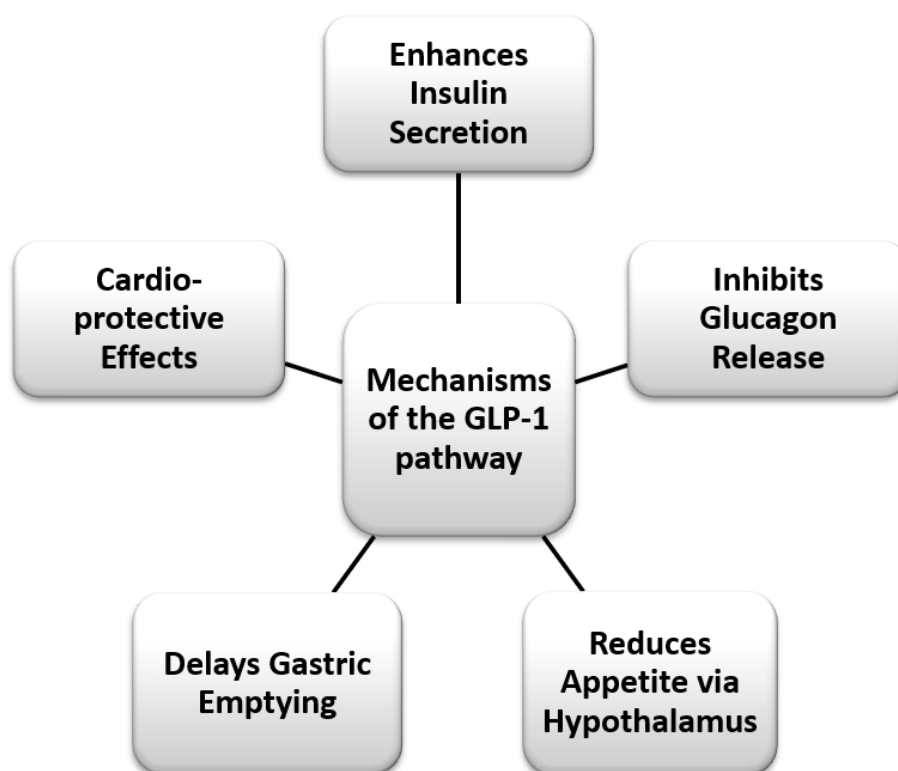 Enhances
Insulin
Secretion
Cardio-
protective
Effects
Inhibits
Glucagon
Release
Mechanisms
of the GLP-1
pathway
Delays Gastric
Emptying
Reduces
Appetite via
Hypothalamus